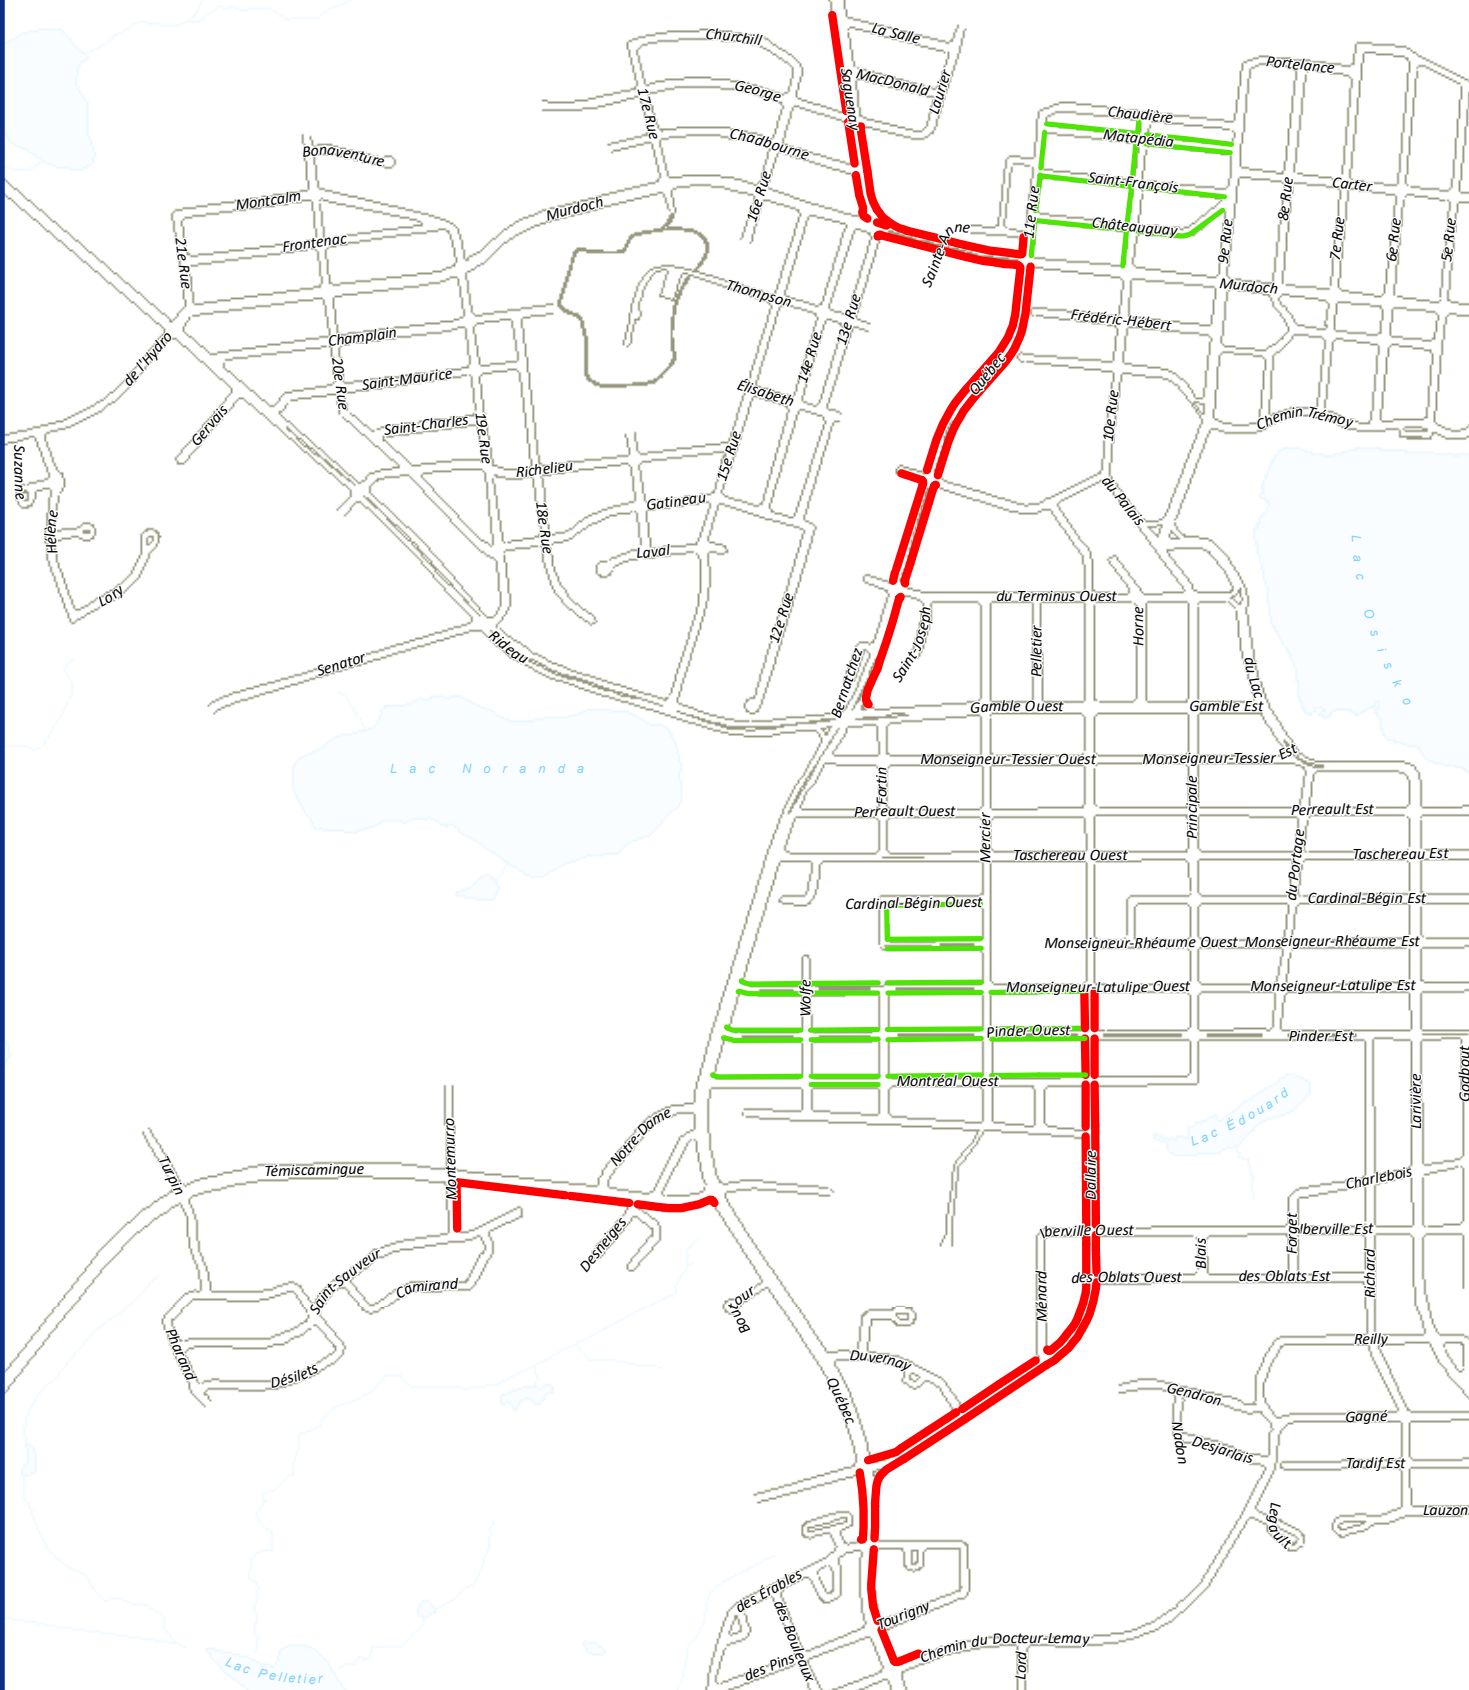 La Salle
Churchill
Portelance
MacDonald
Saguenay
Laurier
George
17e Rue
Chaudière
Matapédia
Chadbourne
Bonaventure
Saint-François
Carter
8e Rue
16e Rue
Montcalm
Murdoch
11e Rue
Châteauguay
Sainte-Anne
9e Rue
7e Rue
6e Rue
5e Rue
Frontenac
21e Rue
Thompson
Murdoch
13e Rue
Frédéric-Hébert
Champlain
de l'Hydro
14e Rue
Québec
20e Rue
Saint-Maurice
Élisabeth
10e Rue
Chemin Trémoy
Gervais
Saint-Charles
19e Rue
15e Rue
Suzanne
Richelieu
Gatineau
du Palais
18e Rue
Hélène
Laval
Lac Osisko
Lory
du Terminus Ouest
12e Rue
Saint-Joseph
Pelletier
Horne
Rideau
Senator
Bernatchez
du Lac
Gamble Ouest
Gamble Est
Monseigneur-Tessier Ouest
Monseigneur-Tessier Est
Lac Noranda
Fortin
Principale
Perreault Ouest
Perreault Est
Mercier
Taschereau Ouest
Taschereau Est
du Portage
Cardinal-Bégin Ouest
Cardinal-Bégin Est
Monseigneur-Rhéaume Ouest
Monseigneur-Rhéaume Est
Wolfe
Monseigneur-Latulipe Ouest
Monseigneur-Latulipe Est
Pinder Ouest
Pinder Est
Montréal Ouest
Godbout
Larivière
Lac Édouard
Notre-Dame
Montemurro
Témiscamingue
Turpin
Dallaire
Charlebois
Desneiges
Iberville Ouest
Iberville Est
Forget
Blais
Saint-Sauveur
Camirand
des Oblats Ouest
des Oblats Est
Richard
Ménard
Boutour
Pharand
Désilets
Duvernay
Reilly
Québec
Gendron
Gagné
Nadon
Desjarlais
Tardif Est
Legault
Lauzon
des Érables
des Bouleaux
Tourigny
des Pins
Chemin du Docteur-Lemay
Lord
Lac Pelletier